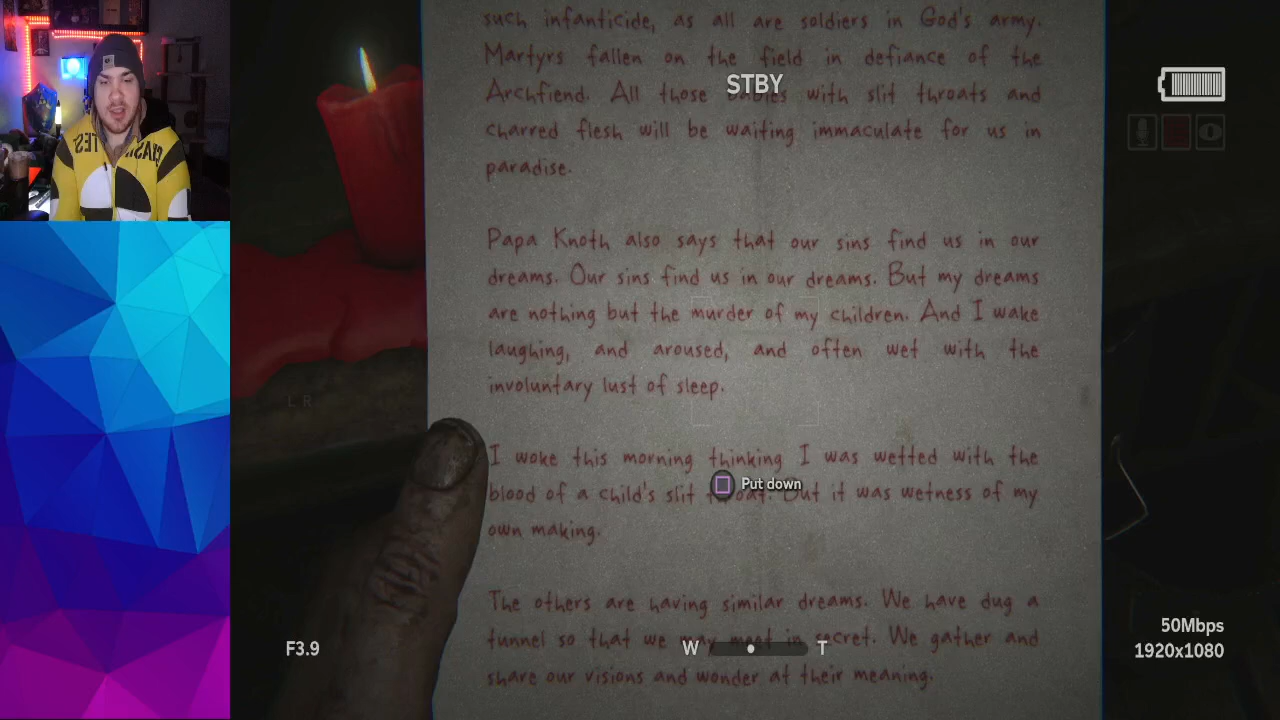 such infanticide, as all are soldiers in God's army.
Martyrs fallen on the field in defiance of the
STBY
Archfiend. All those babies with slit throats and
charred flesh will be waiting immaculate for us in
paradise.
Papa Knoth also says that our sins find us in our
dreams. Our sins find us in our dreams. But my dreams
are nothing but the murder of my children. And I wake
laughing, and aroused, and often wet with the
involuntary lust of sleep.
L R
I woke this morning thinking I was wetted with the
blood of a child's slit throat. But it was wetness of my
Put down
own making.
The others are having similar dreams. We have dug a
tunnel so that we may meet in secret. We gather and
share our visions and wonder at their meaning.
F3.9
W
T
50Mbps
1920x1080